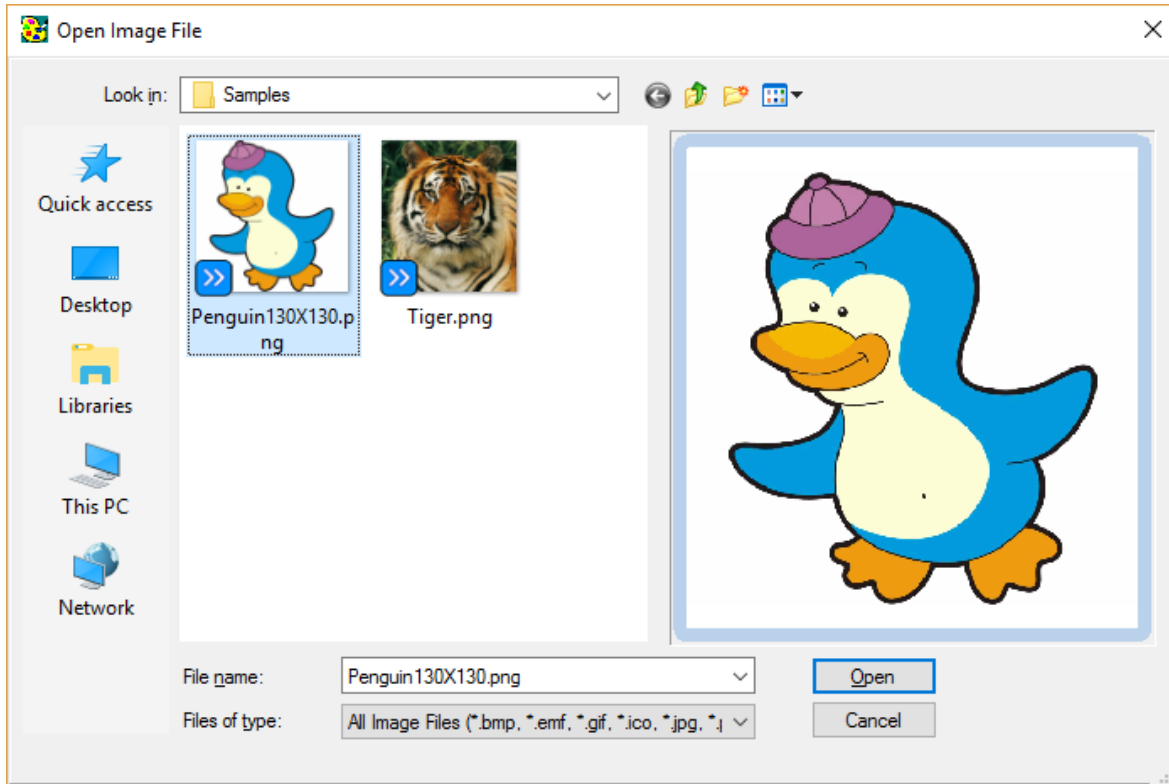 Open Image File
Look in:
Samples
Quick access
Desktop
Libraries
This PC
Network
Penguin130X130.p
ng
Tiger.png
File name:
Penguin130X130.png
Open
Files of type:
All Image Files (*.bmp, *.emf, *.gif, *.ico, *.jpg, *.
Cancel